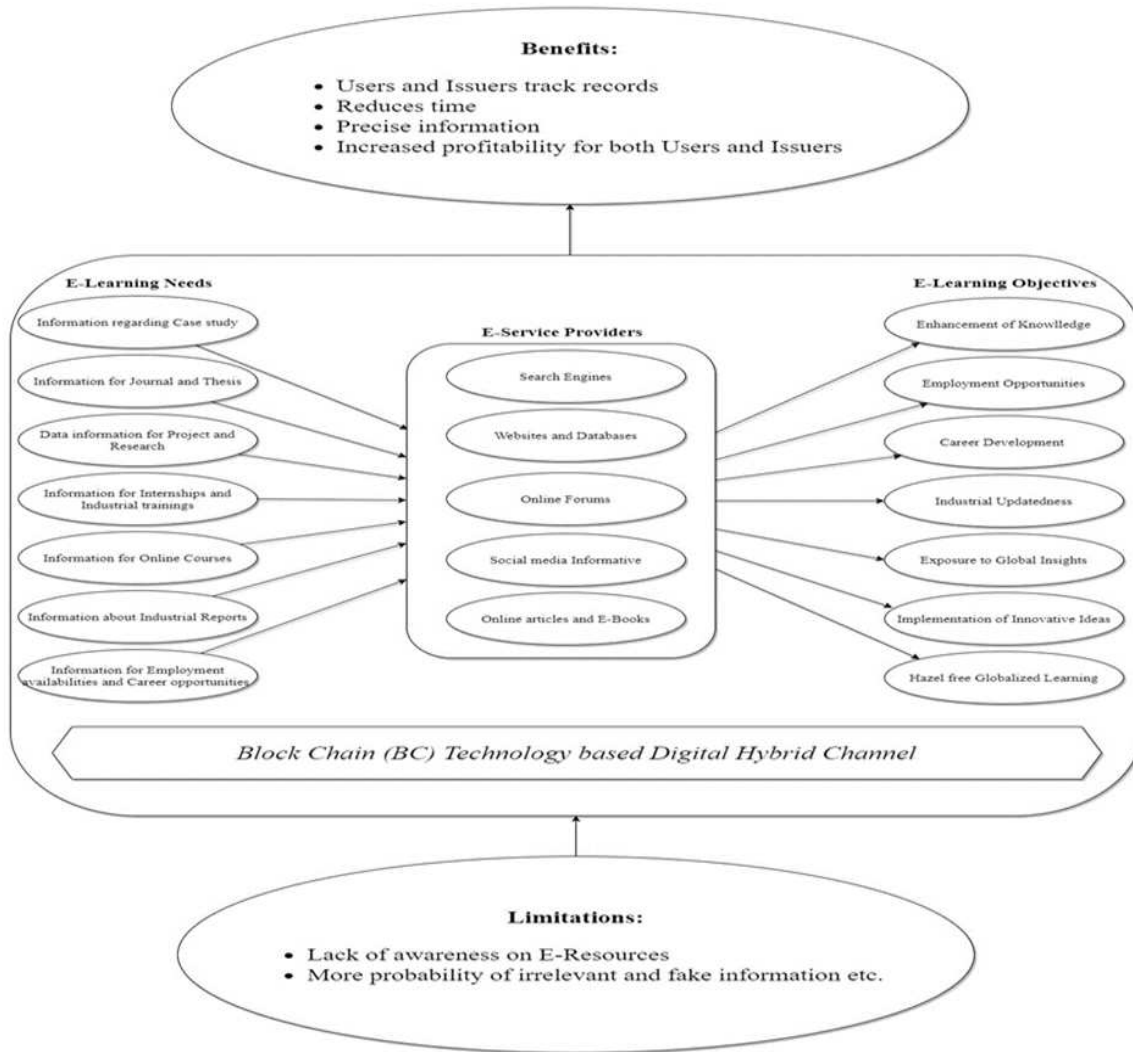 Benefits:
• Users and Issuers track records
• Reduces time
• Precise information
• Increased profitability for both Users and Issuers
E-Learning Needs
Information regarding Case study
Information for Journal and Thesis
Data information for Project and
Research
Information for Internships and
Industrial trainings
Information for Online Courses
Information about Industrial Reports
Information for Employment
availabilities and Career opportunities
E-Service Providers
Search Engines
Websites and Databases
Online Forums
Social media Informative
Online articles and E-Books
E-Learning Objectives
Enhancement of Knowlledge
Employment Opportunities
Career Development
Industrial Updatedness
Exposure to Global Insights
Implementation of Innovative Ideas
Hazel free Globalized Learning
Block Chain (BC) Technology based Digital Hybrid Channel
Limitations:
• Lack of awareness on E-Resources
• More probability of irrelevant and fake information etc.